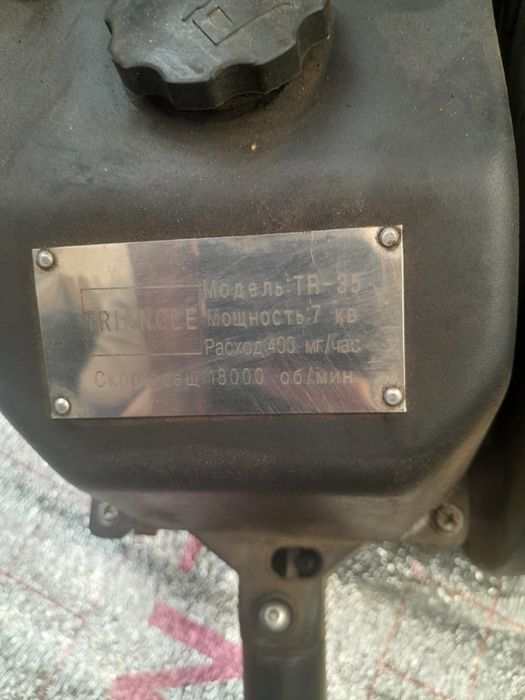 Модель:TR-35
TRIANGLE
Мощность:7 кв
Расход:400 мг/час
Скор.вращ.18000 об/мин